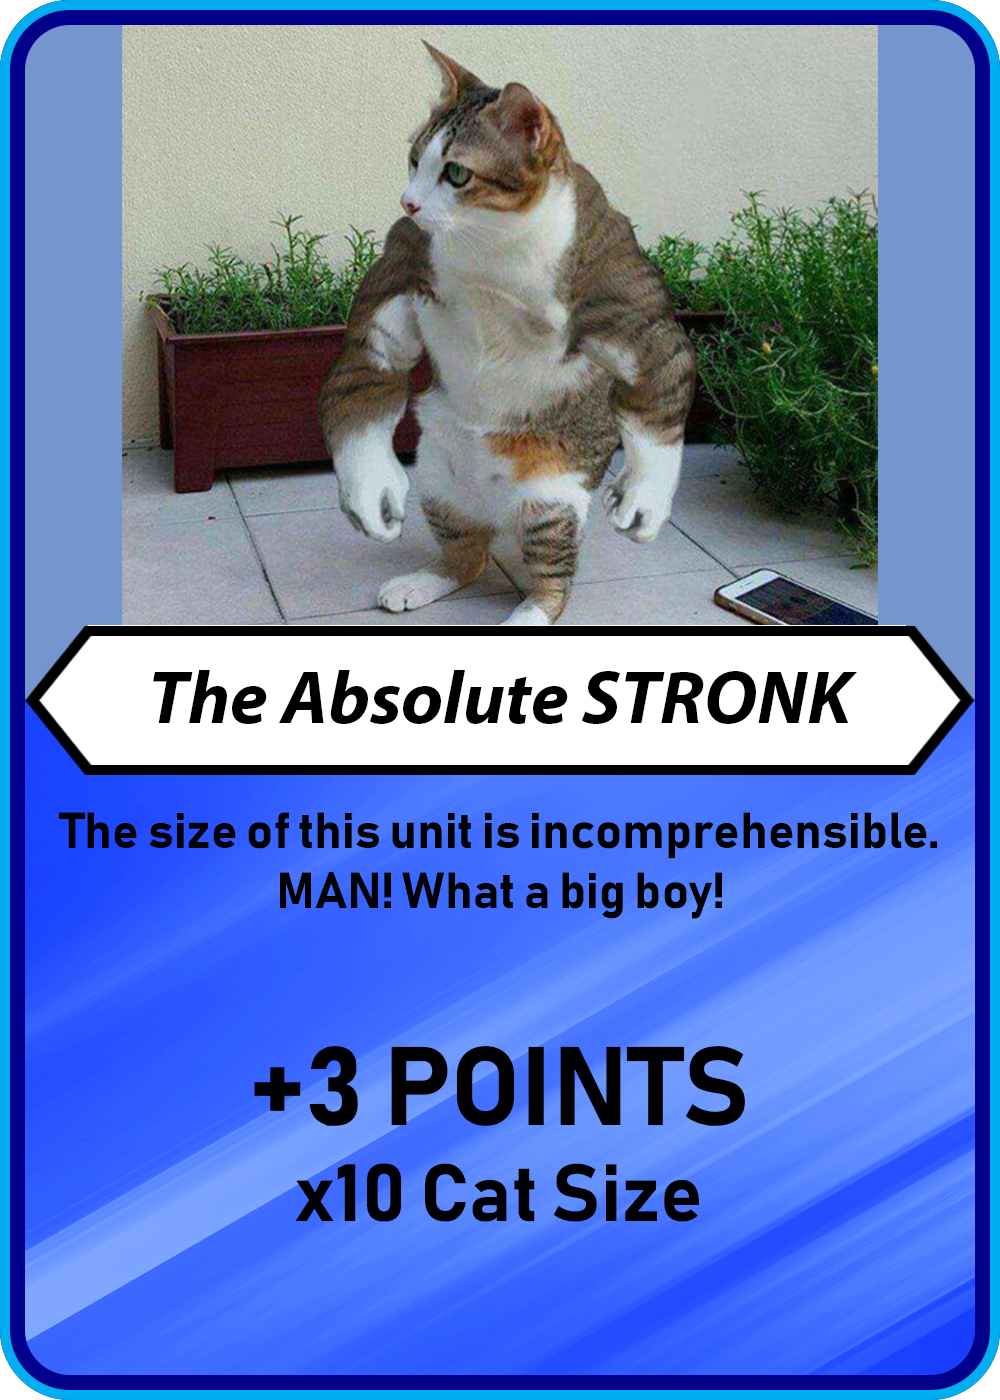 The Absolute STRONK
The size of this unit is incomprehensible.
MAN! What a big boy!
+3 POINTS
x10 Cat Size